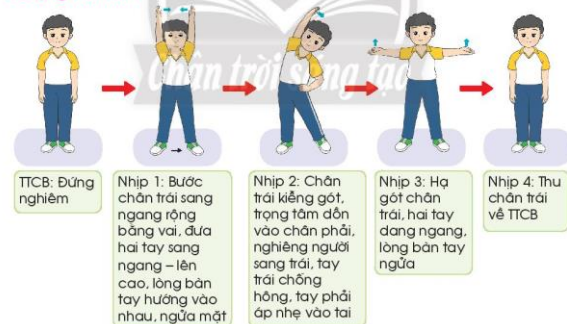 Chân trời sáng tạo
TTCB: Đứng
nghiêm
Nhịp 1: Bước
chân trái sang
ngang rộng
bằng vai, đưa
hai tay sang
ngang – lên
cao, lòng bàn
tay hướng vào
nhau, ngửa mặt
Nhịp 2: Chân
trái kiễng gót,
trọng tâm dồn
vào chân phải,
nghiêng người
sang trái, tay
trái chống
hông, tay phải
áp nhẹ vào tai
Nhịp 3: Hạ
gót chân
trái, hai tay
dang ngang,
lòng bàn tay
ngửa
Nhịp 4: Thu
chân trái
về TTCB